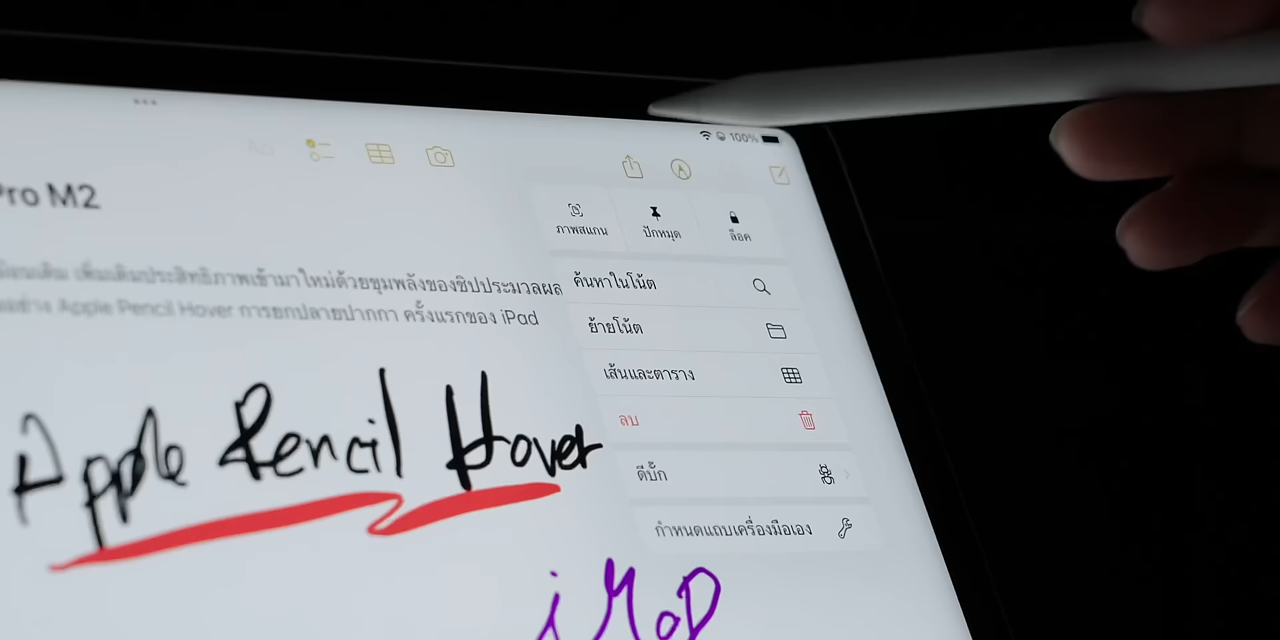 100%
Pro M2
ภาพสแกน
ปักหมุด
ล็อค
เพิ่มเติมประสิทธิภาพเข้ามาใหม่ด้วยขุมพลังของชิปประมวลผล
Apple Pencil Hover การยกปลายปากกา ครั้งแรกของ iPad
ค้นหาในโน้ต
ย้ายโน้ต
เส้นและตาราง
ลบ
ดีบั๊ก
กำหนดแถบเครื่องมือเอง
Apple Pencil Hover
iMoD